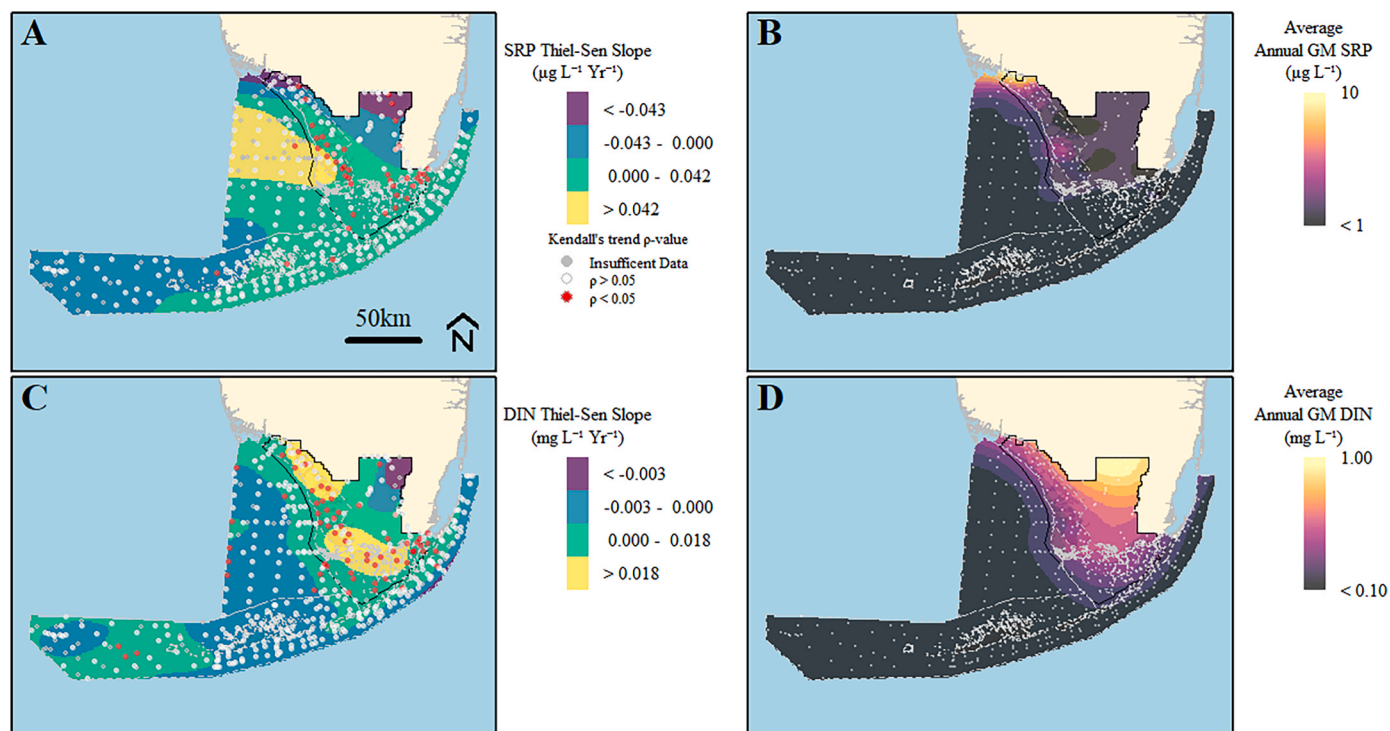 A
SRP Thiel-Sen Slope
(µg L⁻¹ Yr⁻¹)
< -0.043
-0.043 - 0.000
0.000 - 0.042
> 0.042
Kendall's trend ρ-value
Insufficent Data
ρ > 0.05
ρ < 0.05
50km
N
B
Average
Annual GM SRP
(µg L⁻¹)
10
< 1
C
DIN Thiel-Sen Slope
(mg L⁻¹ Yr⁻¹)
< -0.003
-0.003 - 0.000
0.000 - 0.018
> 0.018
D
Average
Annual GM DIN
(mg L⁻¹)
1.00
< 0.10